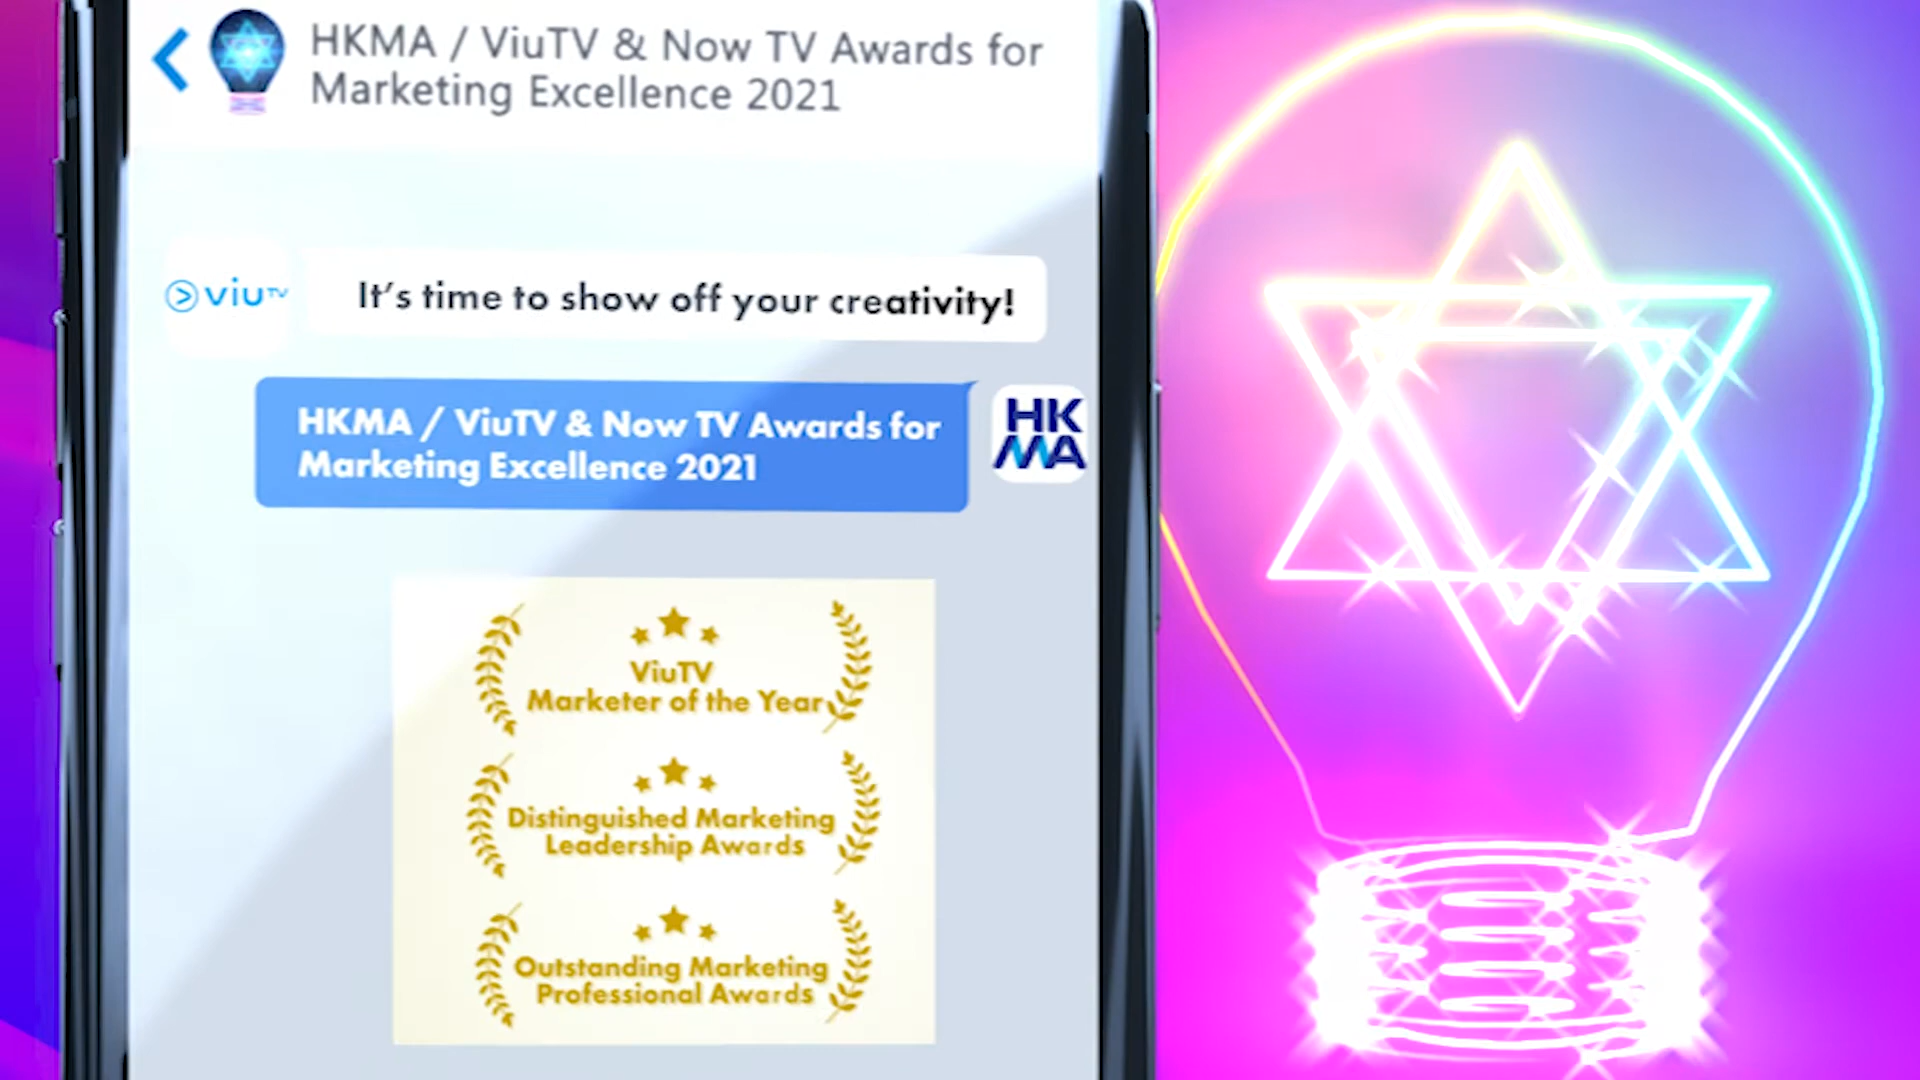 HKMA / ViuTV & Now TV Awards for
Marketing Excellence 2021
viuTV
It's time to show off your creativity!
HKMA / ViuTV & Now TV Awards for
Marketing Excellence 2021
HK
MA
ViuTV
Marketer of the Year
Distinguished Marketing
Leadership Awards
Outstanding Marketing
Professional Awards